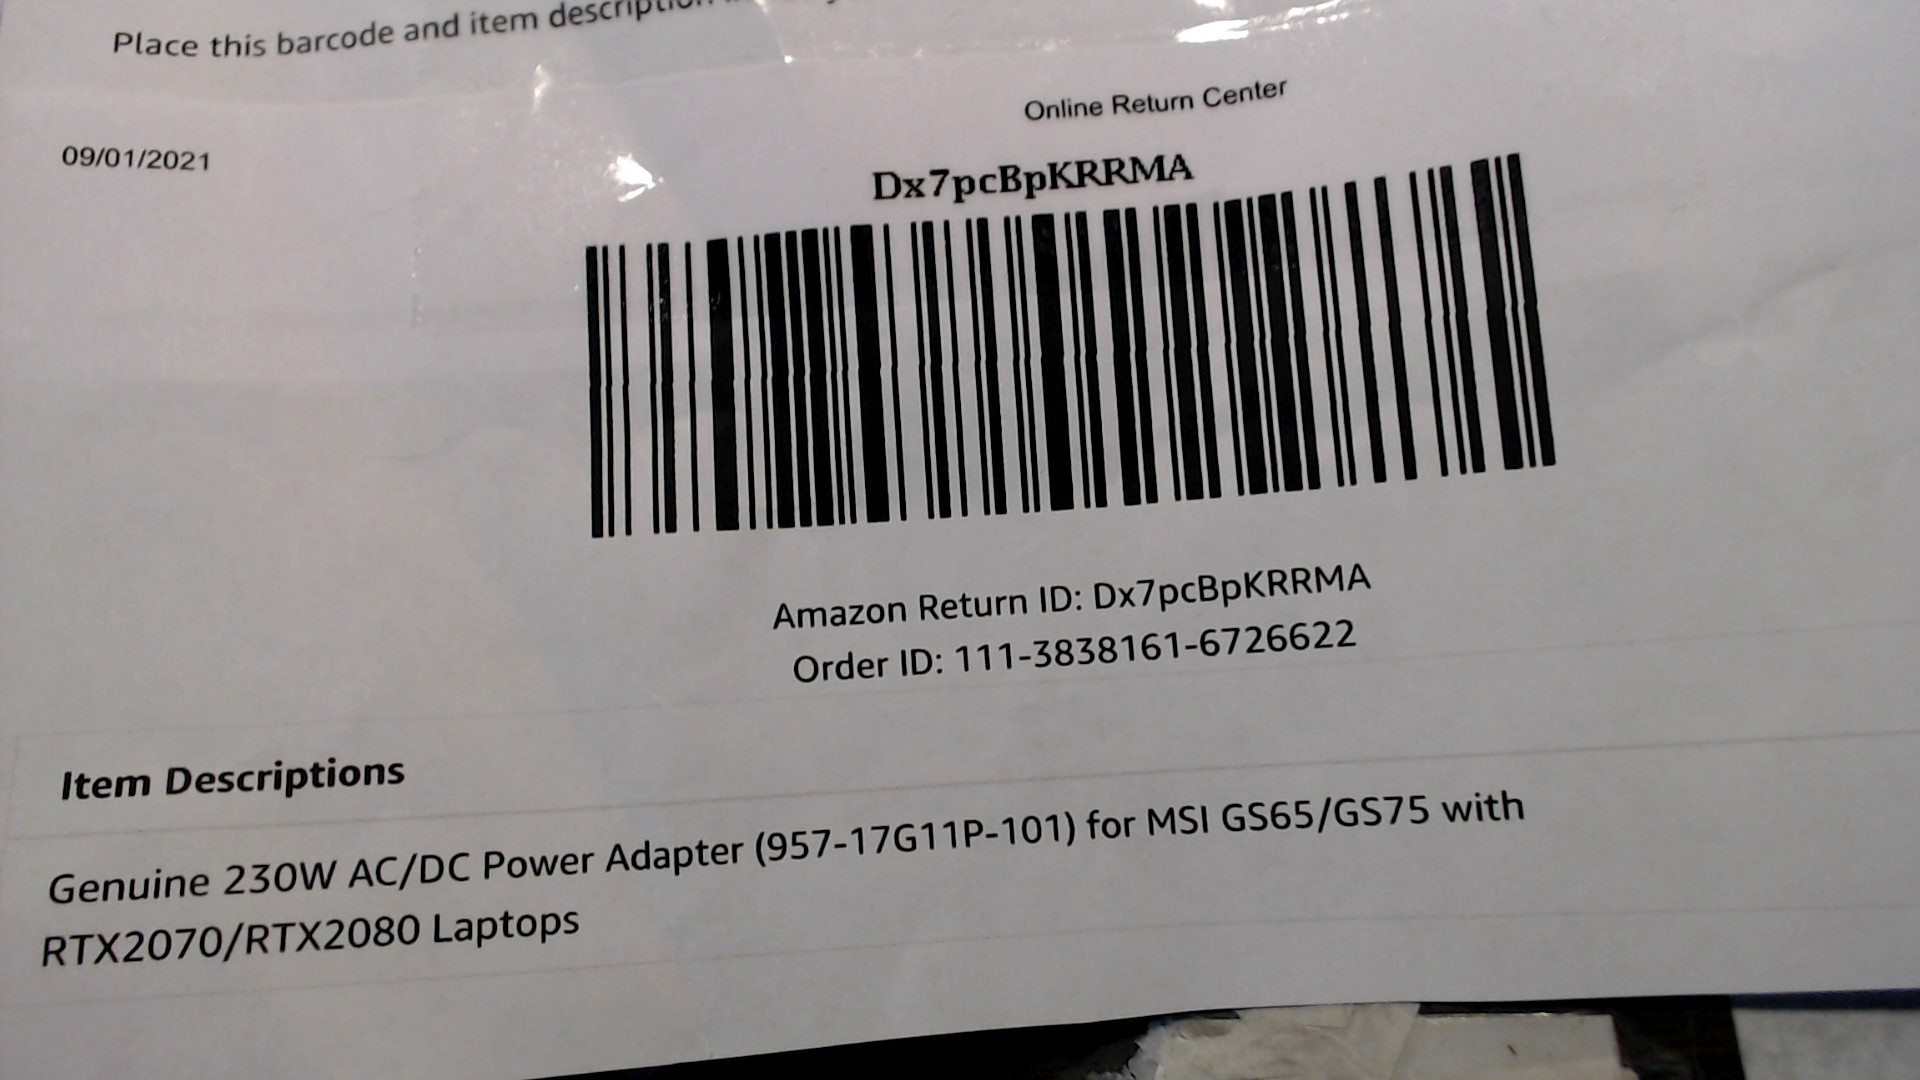 Place this barcode and item description
Online Return Center
09/01/2021
Dx7pcBpKRRMA
Amazon Return ID: Dx7pcBpKRRMA
Order ID: 111-3838161-6726622
Item Descriptions
Genuine 230W AC/DC Power Adapter (957-17G11P-101) for MSI GS65/GS75 with
RTX2070/RTX2080 Laptops